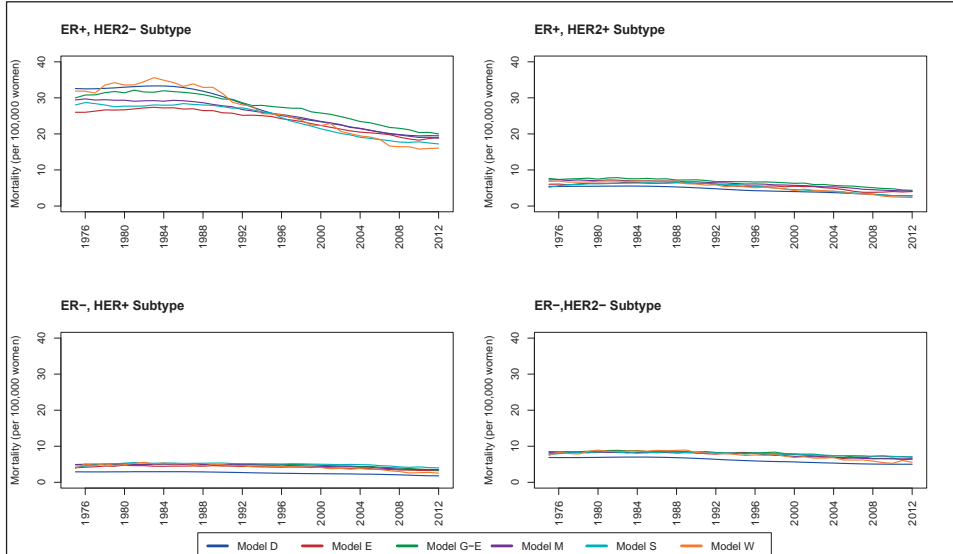 ER+, HER2− Subtype
Mortality (per 100,000 women)
0 10 20 30 40
1976 1980 1984 1988 1992 1996 2000 2004 2008 2012
ER+, HER2+ Subtype
Mortality (per 100,000 women)
0 10 20 30 40
1976 1980 1984 1988 1992 1996 2000 2004 2008 2012
ER−, HER+ Subtype
Mortality (per 100,000 women)
0 10 20 30 40
1976 1980 1984 1988 1992 1996 2000 2004 2008 2012
ER−,HER2− Subtype
Mortality (per 100,000 women)
0 10 20 30 40
1976 1980 1984 1988 1992 1996 2000 2004 2008 2012
Model D Model E Model G−E Model M Model S Model W